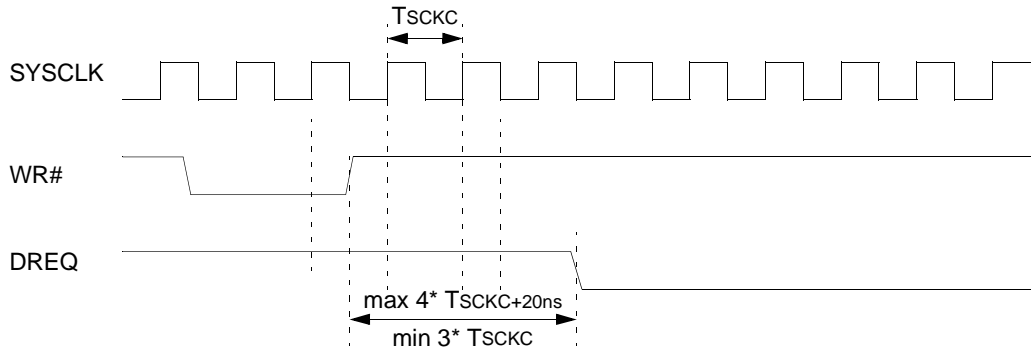 TSCKC
SYSCLK
WR#
DREQ
max 4* TSCKC+20ns
min 3* TSCKC